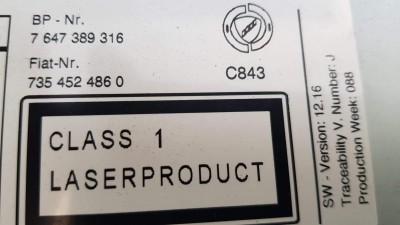 BP - Nr.
7 647 389 316
Fiat-Nr.
735 452 486 0
C843
CLASS 1
LASERPRODUCT
SW - Version: 12.16
Traceability V. Number: J
Production Week: 088